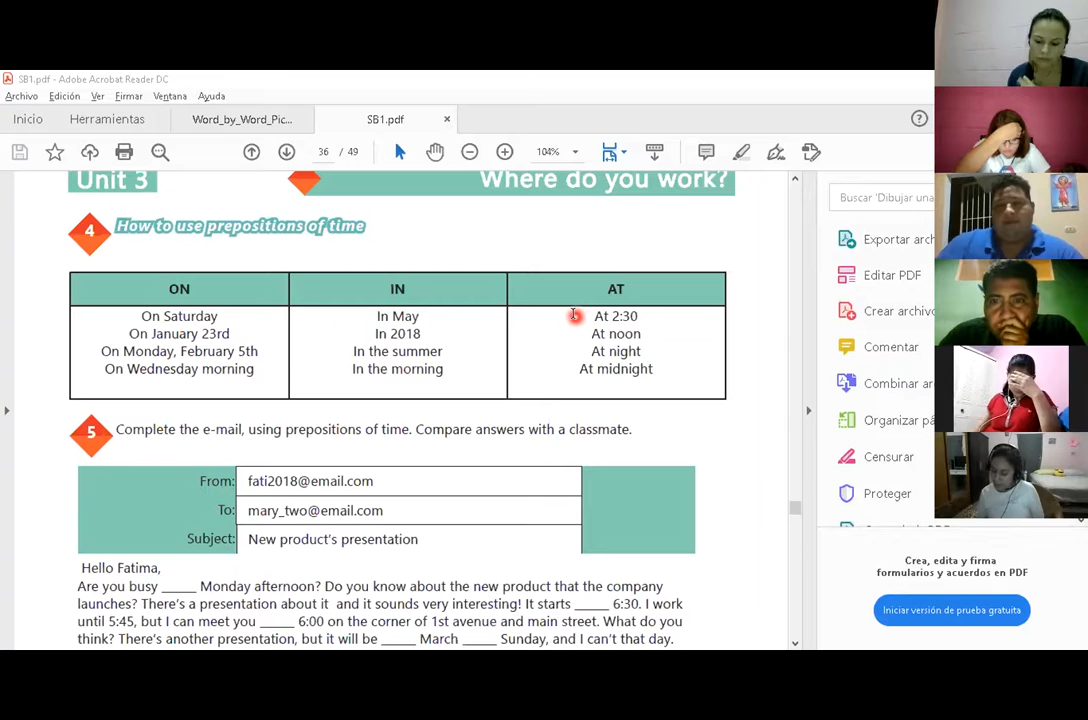 SB1.pdf - Adobe Acrobat Reader DC
Archivo Edición Ver Firmar Ventana Ayuda
Inicio Herramientas Word_by_Word_Pic... SB1.pdf ×
36 / 49 104%
Unit 3 Where do you work?
Buscar 'Dibujar una
4 How to use prepositions of time
Exportar arch
Editar PDF
Crear archivo
Comentar
Combinar ar
Organizar pá
Censurar
Proteger
ON IN AT
On Saturday In May At 2:30
On January 23rd In 2018 At noon
On Monday, February 5th In the summer At night
On Wednesday morning In the morning At midnight
5 Complete the e-mail, using prepositions of time. Compare answers with a classmate.
From: fati2018@email.com
To: mary_two@email.com
Subject: New product's presentation
Hello Fatima,
Are you busy _____ Monday afternoon? Do you know about the new product that the company
launches? There's a presentation about it and it sounds very interesting! It starts _____ 6:30. I work
until 5:45, but I can meet you _____ 6:00 on the corner of 1st avenue and main street. What do you
think? There's another presentation, but it will be _____ March _____ Sunday, and I can't that day.
Crea, edita y firma
formularios y acuerdos en PDF
Iniciar versión de prueba gratuita